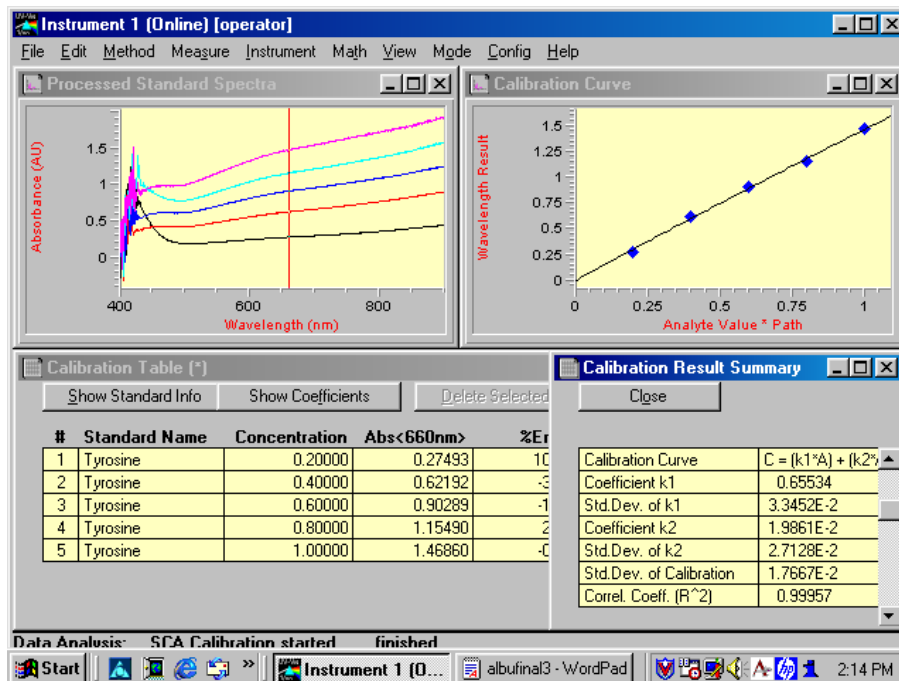 Instrument 1 (Online) [operator]
File Edit Method Measure Instrument Math View Mode Config Help
Processed Standard Spectra
Absorbance (AU)
1.5
1
0.5
0
400 600 800
Wavelength (nm)
Calibration Curve
Wavelength Result
1.5
1.25
1
0.75
0.5
0.25
0
0 0.25 0.5 0.75 1
Analyte Value * Path
Calibration Table (*)
Show Standard Info Show Coefficients Delete Selected
# Standard Name Concentration Abs<660nm> %Er
1 Tyrosine 0.20000 0.27493 10
2 Tyrosine 0.40000 0.62192 -3
3 Tyrosine 0.60000 0.90289 -1
4 Tyrosine 0.80000 1.15490 2
5 Tyrosine 1.00000 1.46860 -0
Calibration Result Summary
Close
Calibration Curve C = (k1*A) + (k2*
Coefficient k1 0.65534
Std.Dev. of k1 3.3452E-2
Coefficient k2 1.9861E-2
Std.Dev. of k2 2.7128E-2
Std.Dev. of Calibration 1.7667E-2
Correl. Coeff. (R^2) 0.99957
Data Analysis: SCA Calibration started finished
Start » Instrument 1 (O... albufinal3 - WordPad hp 2:14 PM